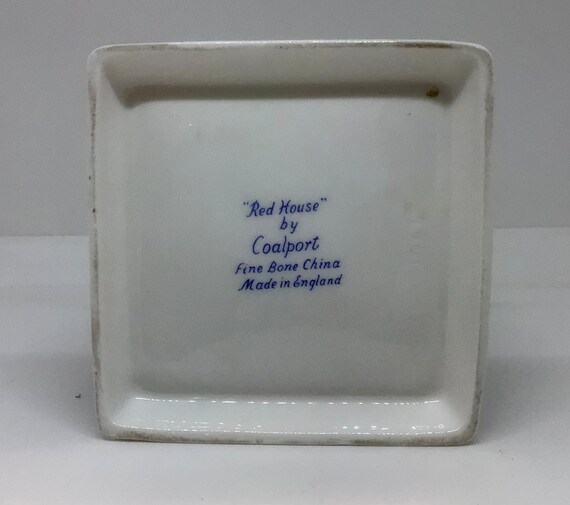 "Red House"
by
Coalport
Fine Bone China
Made in England